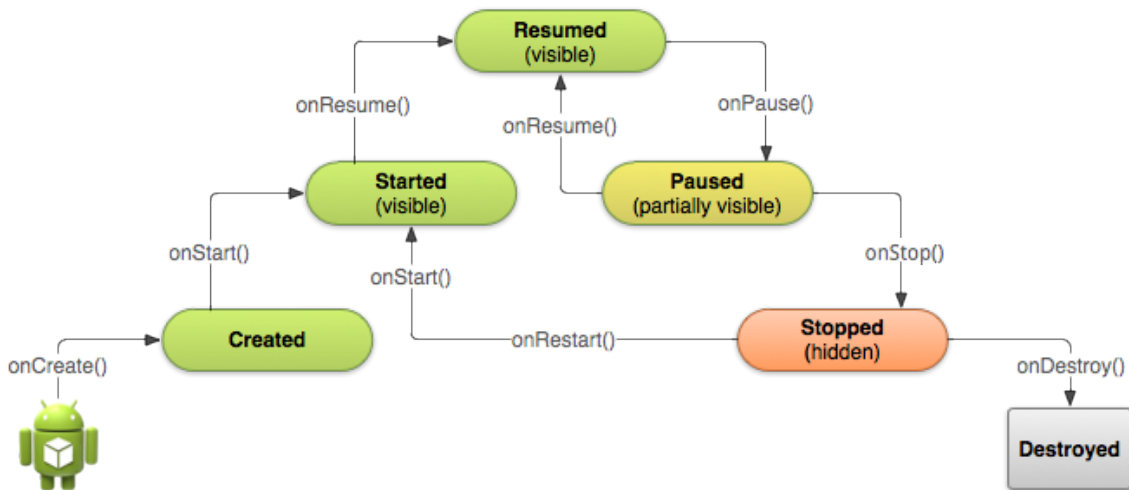 Resumed
(visible)
onResume()
onResume()
onPause()
Started
(visible)
Paused
(partially visible)
onStart()
onStart()
onStop()
Created
onRestart()
Stopped
(hidden)
onCreate()
onDestroy()
Destroyed